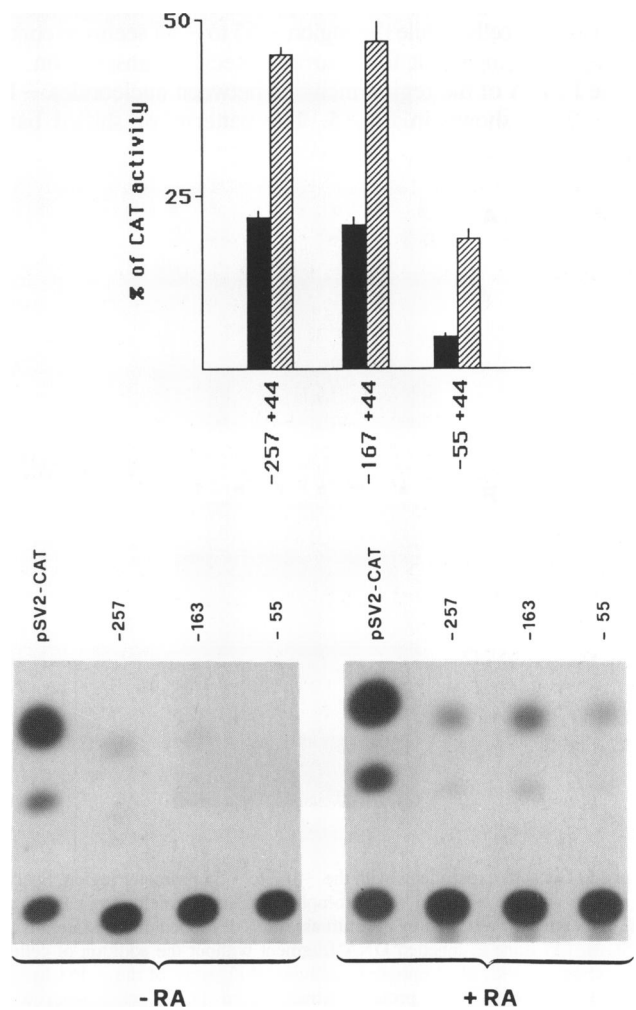 50
25
% of CAT activity
-257 +44
-167 +44
-55 +44
pSV2-CAT
-257
-163
- 55
pSV2-CAT
- 257
- 163
- 55
- RA
+ RA